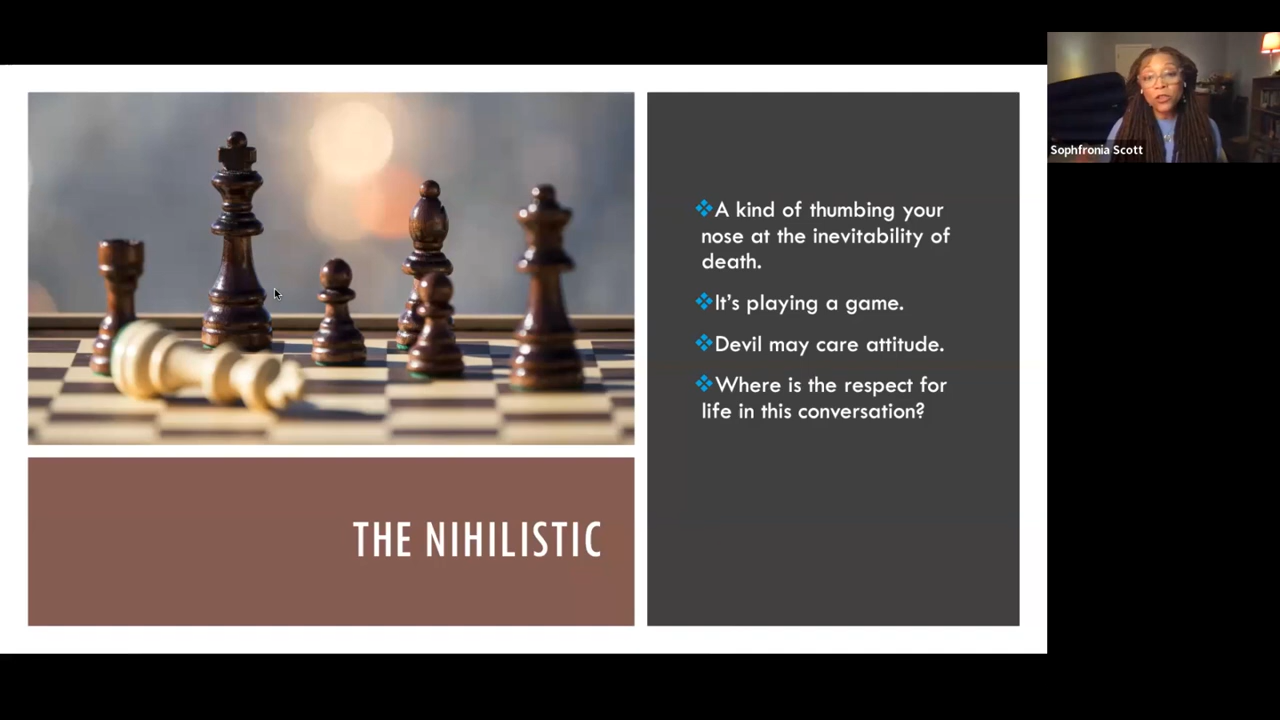 Sophfronia Scott
A kind of thumbing your
nose at the inevitability of
death.
It's playing a game.
Devil may care attitude.
Where is the respect for
life in this conversation?
THE NIHILISTIC